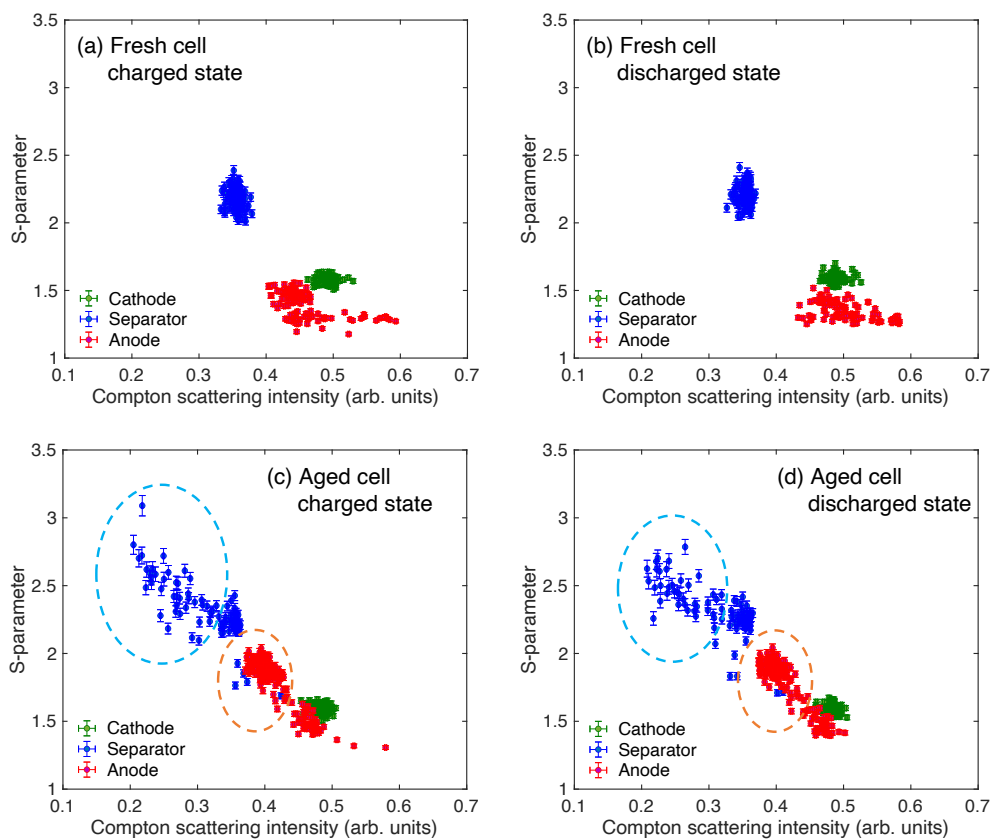 (a) Fresh cell
charged state
3.5
3
2.5
2
1.5
1
S-parameter
Cathode
Separator
Anode
0.1 0.2 0.3 0.4 0.5 0.6 0.7
Compton scattering intensity (arb. units)
(b) Fresh cell
discharged state
3.5
3
2.5
2
1.5
1
S-parameter
Cathode
Separator
Anode
0.1 0.2 0.3 0.4 0.5 0.6 0.7
Compton scattering intensity (arb. units)
(c) Aged cell
charged state
3.5
3
2.5
2
1.5
1
S-parameter
Cathode
Separator
Anode
0.1 0.2 0.3 0.4 0.5 0.6 0.7
Compton scattering intensity (arb. units)
(d) Aged cell
discharged state
3.5
3
2.5
2
1.5
1
S-parameter
Cathode
Separator
Anode
0.1 0.2 0.3 0.4 0.5 0.6 0.7
Compton scattering intensity (arb. units)